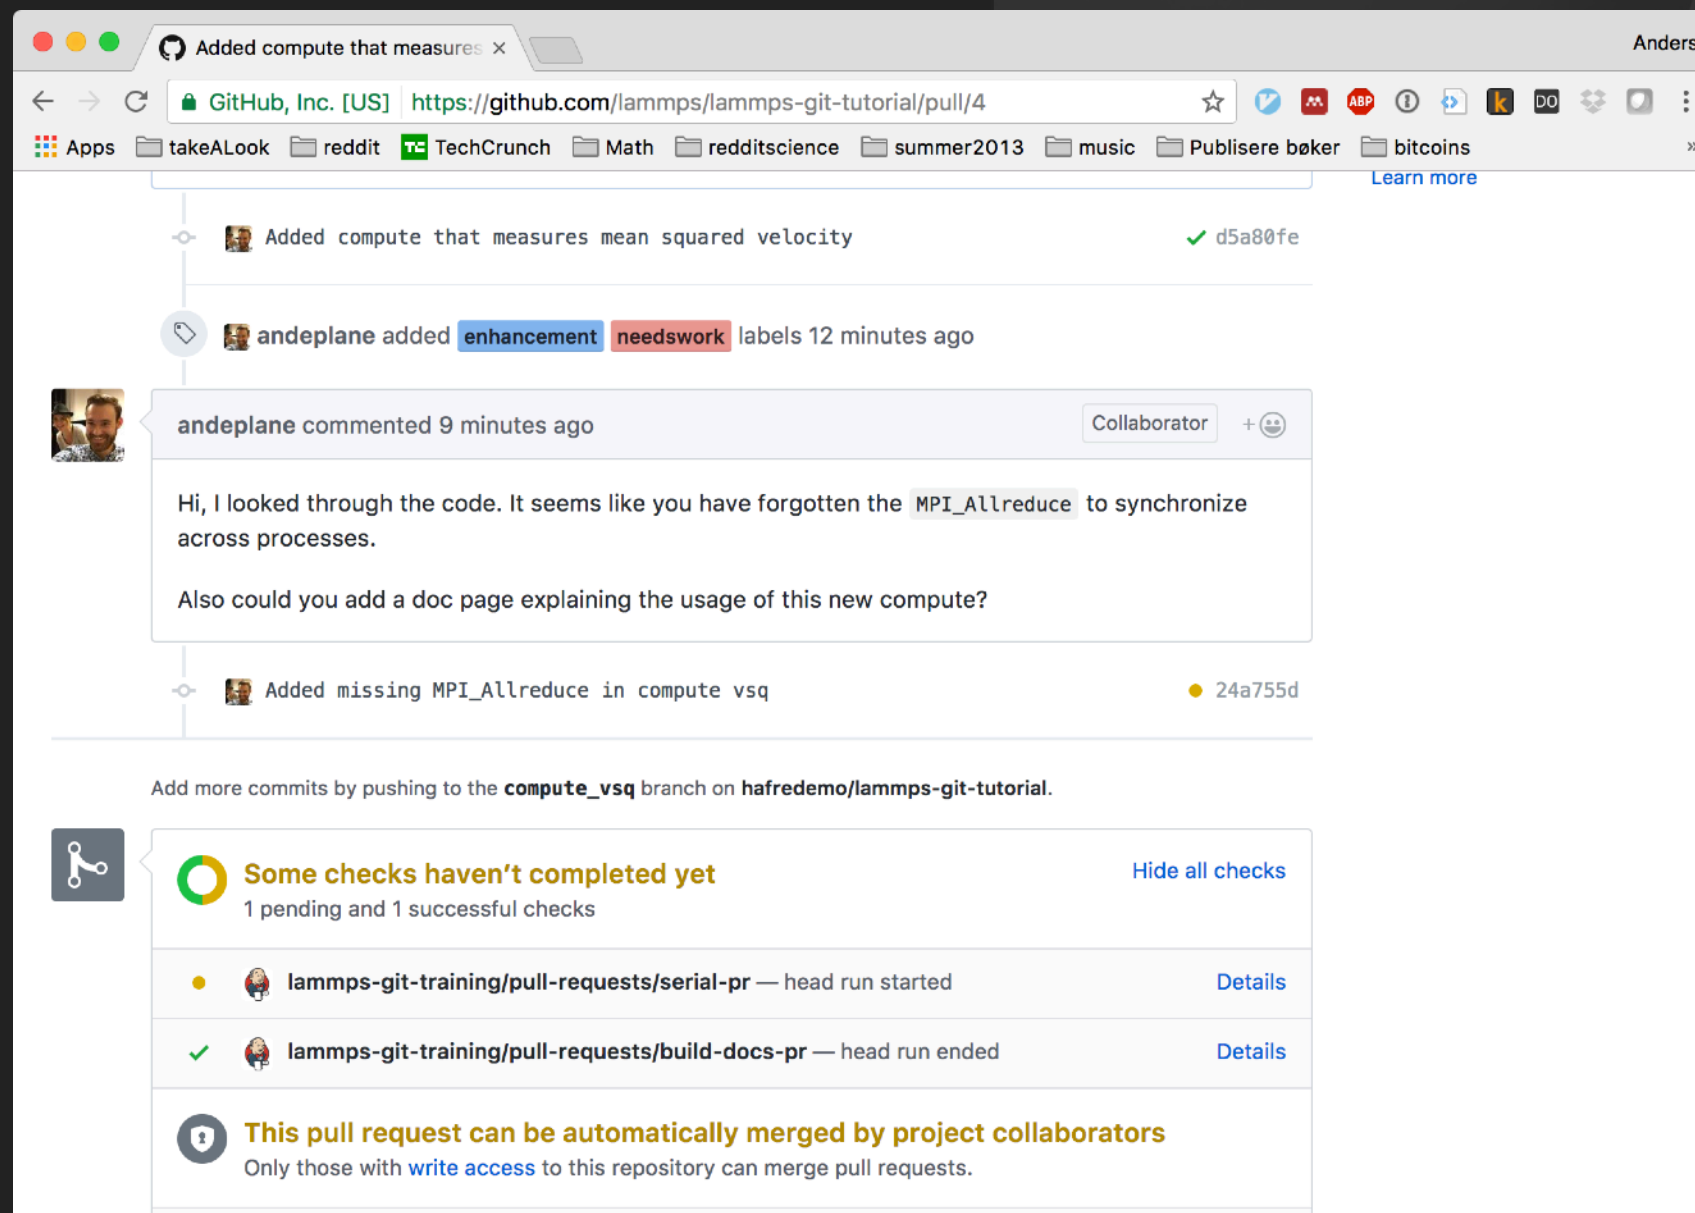 Added compute that measures
Anders
GitHub, Inc. [US] https://github.com/lammps/lammps-git-tutorial/pull/4
ABP
k
DO
Apps takeALook reddit TC TechCrunch Math redditscience summer2013 music Publisere bøker bitcoins »
Learn more
Added compute that measures mean squared velocity d5a80fe
andeplane added enhancement needswork labels 12 minutes ago
andeplane commented 9 minutes ago Collaborator +
Hi, I looked through the code. It seems like you have forgotten the MPI_Allreduce to synchronize
across processes.
Also could you add a doc page explaining the usage of this new compute?
Added missing MPI_Allreduce in compute vsq 24a755d
Add more commits by pushing to the compute_vsq branch on hafredemo/lammps-git-tutorial.
Some checks haven’t completed yet Hide all checks
1 pending and 1 successful checks
lammps-git-training/pull-requests/serial-pr — head run started Details
lammps-git-training/pull-requests/build-docs-pr — head run ended Details
This pull request can be automatically merged by project collaborators
Only those with write access to this repository can merge pull requests.